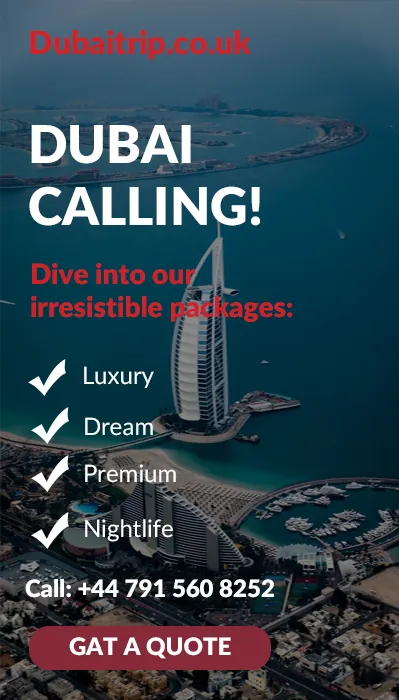 Dubaitrip.co.uk
DUBAI
CALLING!
Dive into our
irresistible packages:
Luxury
Dream
Premium
Nightlife
Call: +44 791 560 8252
GAT A QUOTE